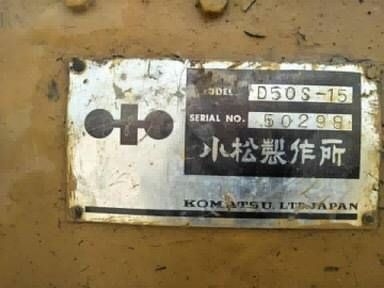 MODEL D50S-15
SERIAL NO. 50298
小松製作所
KOMATSU, LTD. JAPAN